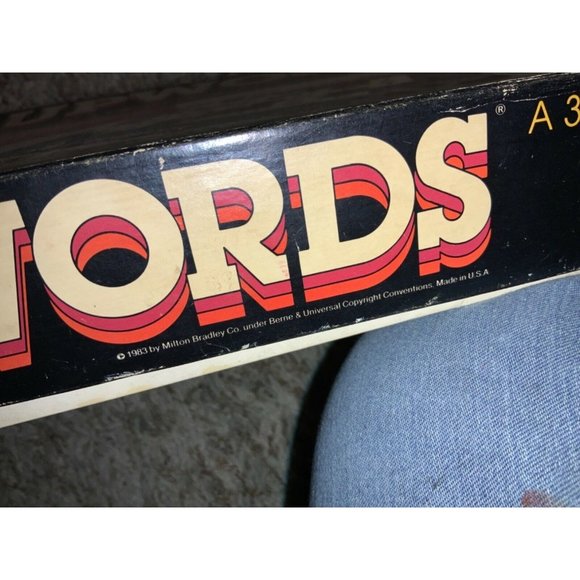 ORDS® A 3
© 1983 by Milton Bradley Co. under Berne & Universal Copyright Conventions. Made in U.S.A